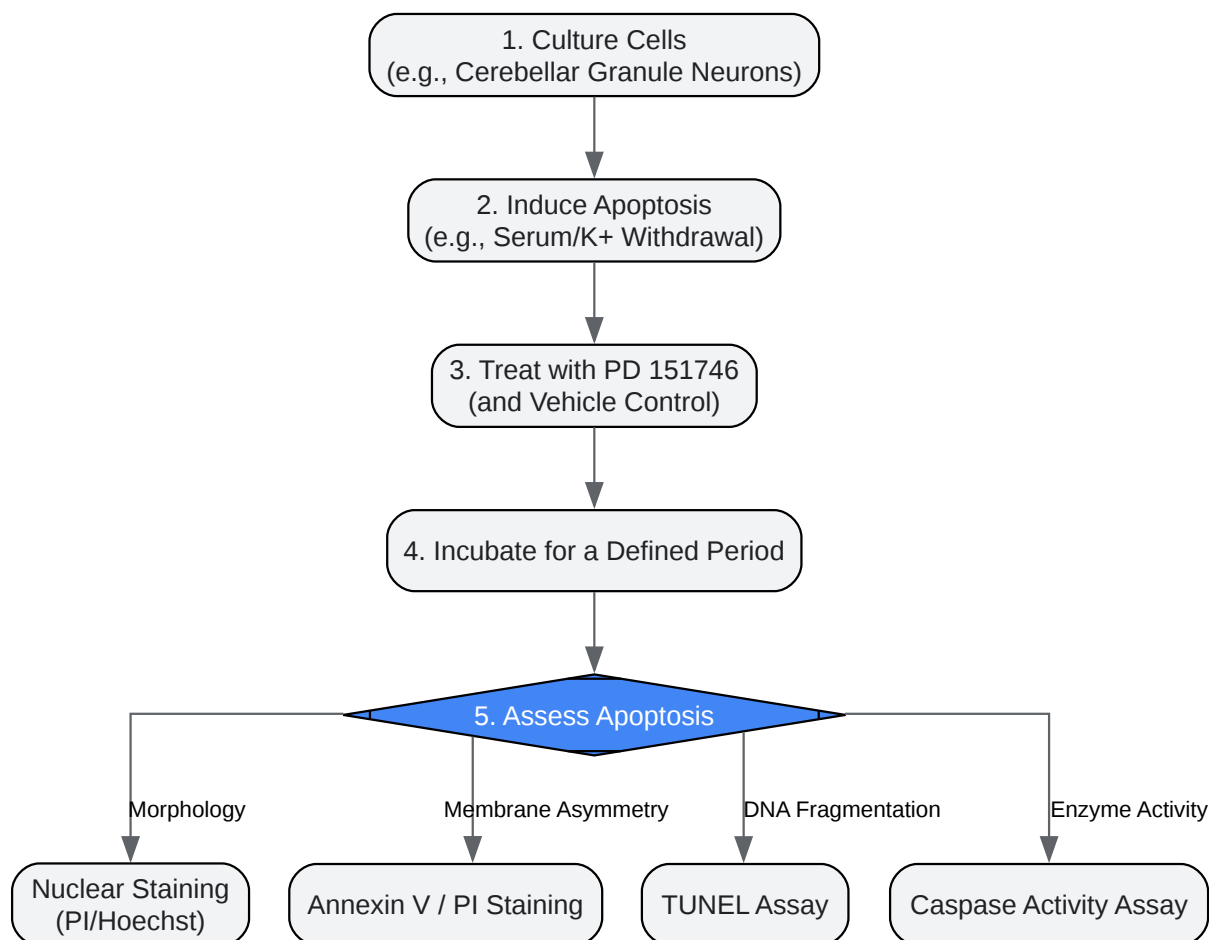 1. Culture Cells
(e.g., Cerebellar Granule Neurons)
2. Induce Apoptosis
(e.g., Serum/K+ Withdrawal)
3. Treat with PD 151746
(and Vehicle Control)
4. Incubate for a Defined Period
5. Assess Apoptosis
Morphology
Membrane Asymmetry
DNA Fragmentation
Enzyme Activity
Nuclear Staining
(PI/Hoechst)
Annexin V / PI Staining
TUNEL Assay
Caspase Activity Assay